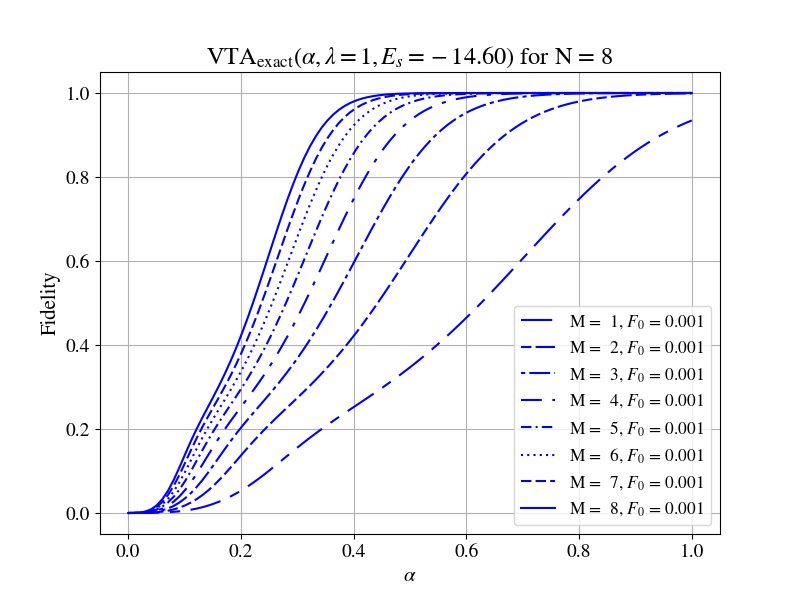 VTA_exact(α, λ = 1, E_s = −14.60) for N = 8
1.0
0.8
0.6
0.4
0.2
0.0
Fidelity
0.0 0.2 0.4 0.6 0.8 1.0
α
M = 1, F_0 = 0.001
M = 2, F_0 = 0.001
M = 3, F_0 = 0.001
M = 4, F_0 = 0.001
M = 5, F_0 = 0.001
M = 6, F_0 = 0.001
M = 7, F_0 = 0.001
M = 8, F_0 = 0.001